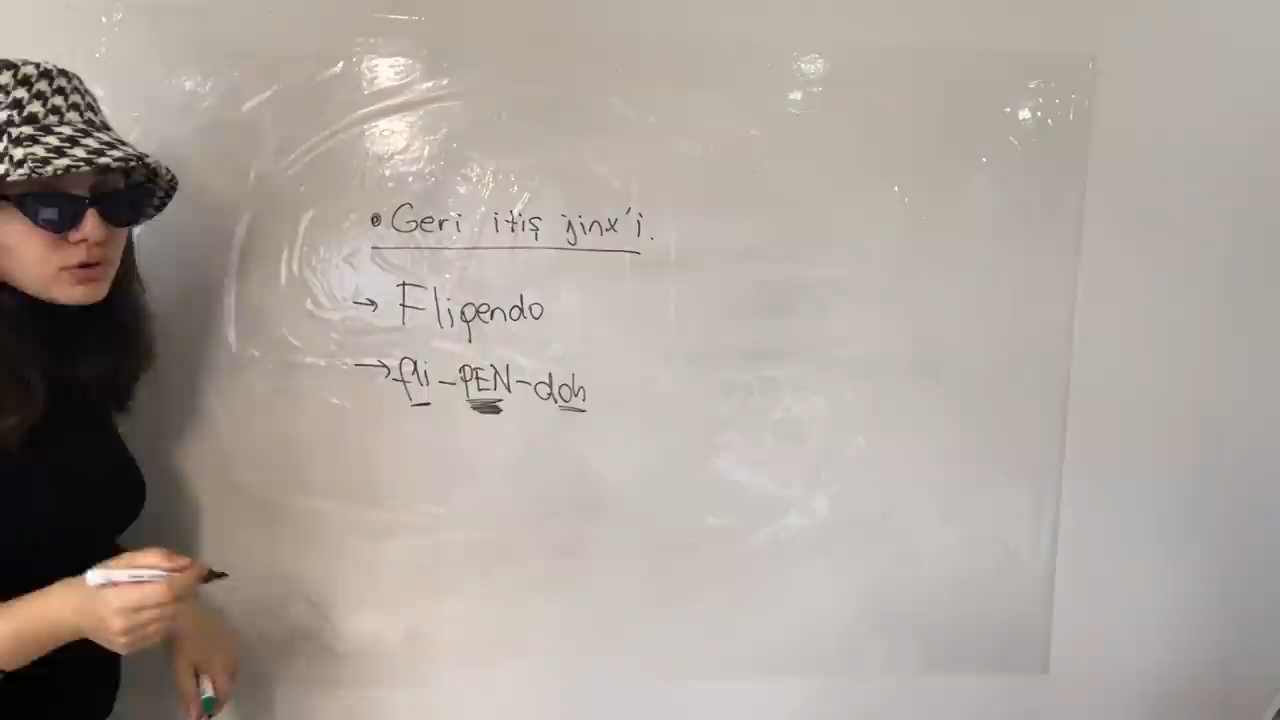 • Geri itiş jinx'i.
→ Flipendo
→ fli-PEN-doh